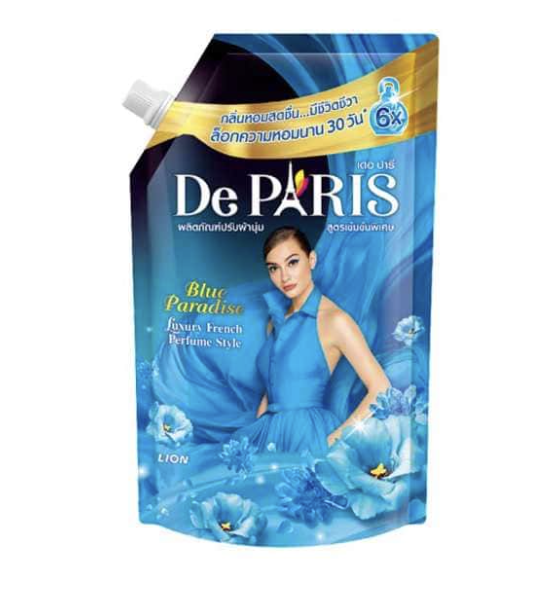 กลิ่นหอมสดชื่น...มีชีวิตชีวา
ล็อกความหอมนาน 30 วัน*
6x
เดอ ปารี
De PARIS
ผลิตภัณฑ์ปรับผ้านุ่ม
สูตรเข้มข้นพิเศษ
Blue
Paradise
Luxury French
Perfume Style
LION